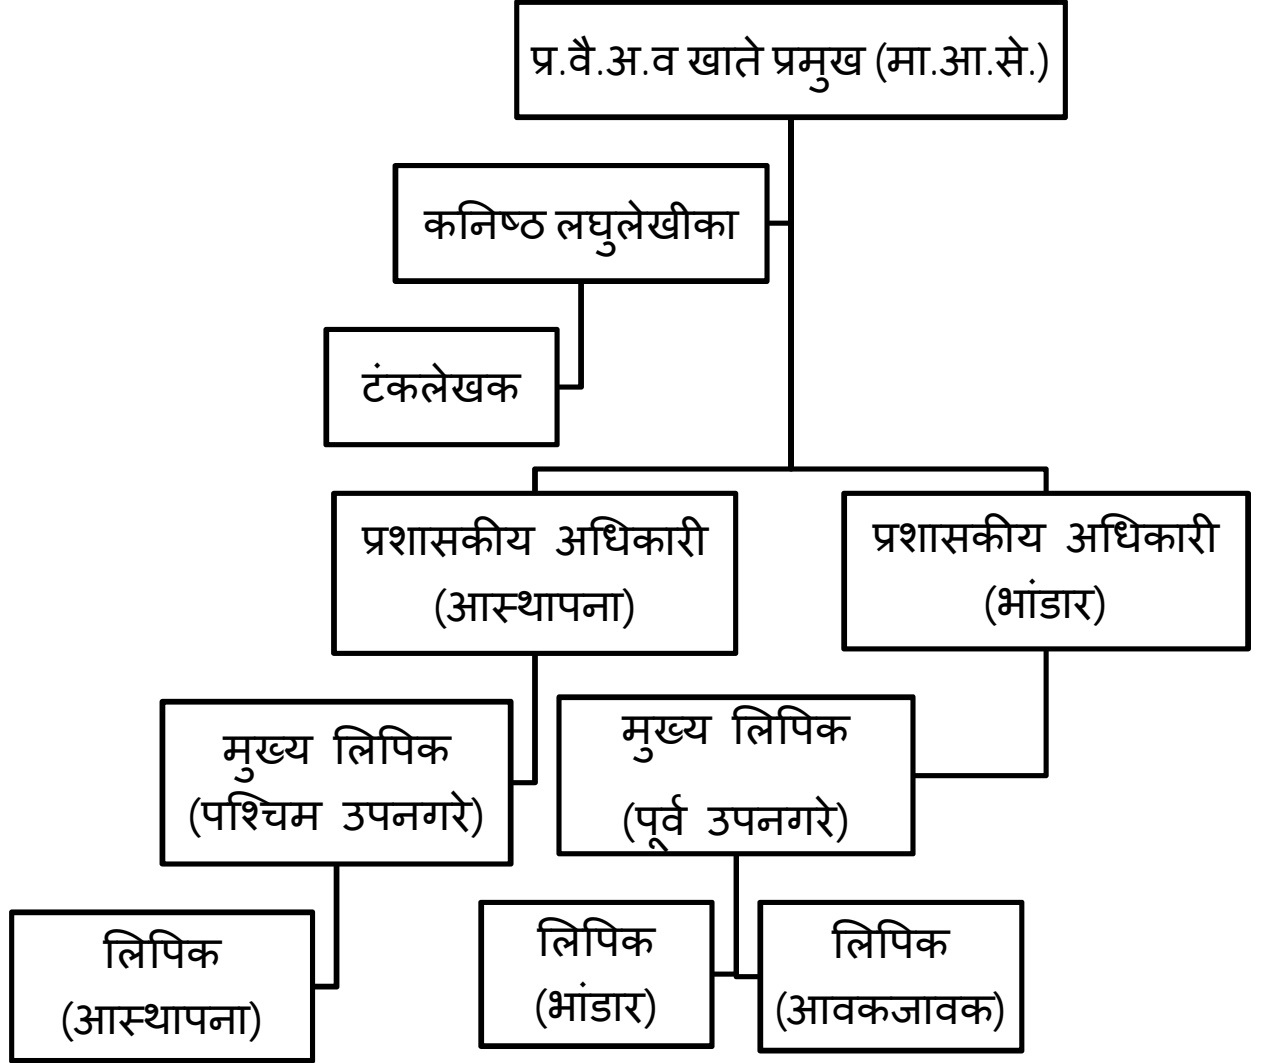 प्र.वै.अ.व खाते प्रमुख (मा.आ.से.)
कनिष्ठ लघुलेखीका
टंकलेखक
प्रशासकीय अधिकारी
(आस्थापना)
प्रशासकीय अधिकारी
(भांडार)
मुख्य लिपिक
(पश्चिम उपनगरे)
मुख्य लिपिक
(पूर्व उपनगरे)
लिपिक
(आस्थापना)
लिपिक
(भांडार)
लिपिक
(आवकजावक)